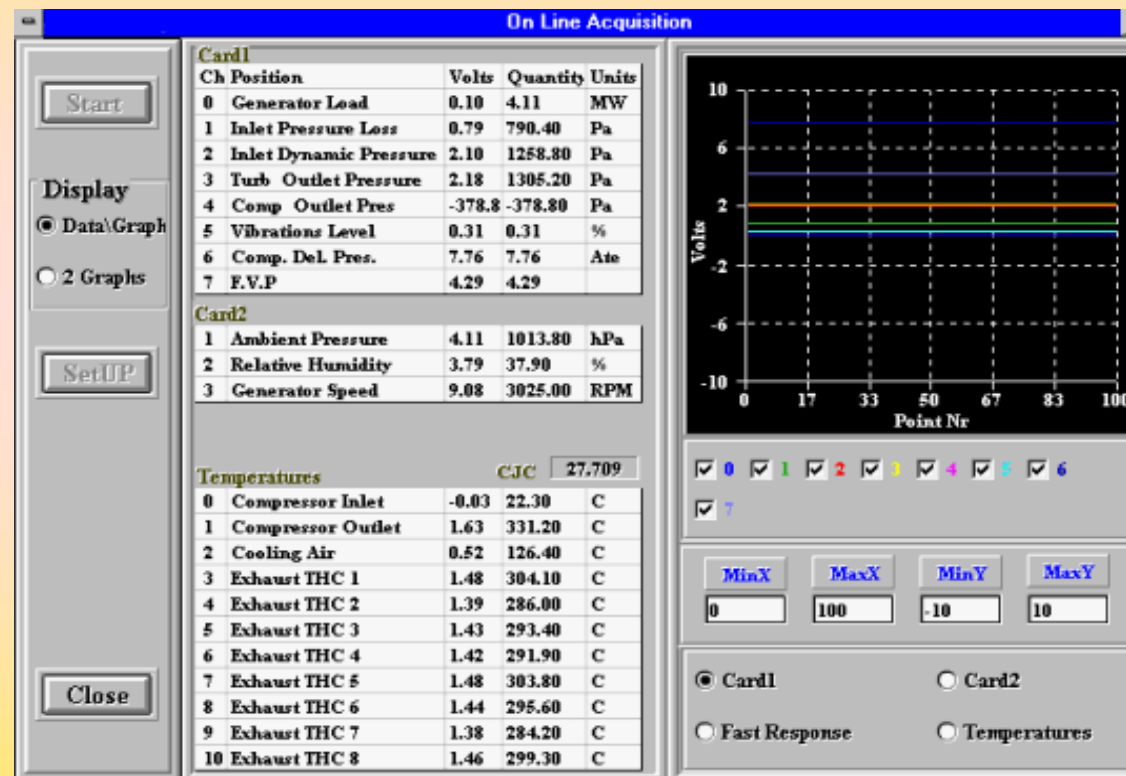 On Line Acquisition
Start
Display
Data\Graph
2 Graphs
SetUP
Close
Card1
Ch Position Volts Quantity Units
0 Generator Load 0.10 4.11 MW
1 Inlet Pressure Loss 0.79 790.40 Pa
2 Inlet Dynamic Pressure 2.10 1258.80 Pa
3 Turb Outlet Pressure 2.18 1305.20 Pa
4 Comp Outlet Pres -378.8 -378.80 Pa
5 Vibrations Level 0.31 0.31 %
6 Comp. Del. Pres. 7.76 7.76 Ate
7 F.V.P 4.29 4.29
Card2
1 Ambient Pressure 4.11 1013.80 hPa
2 Relative Humidity 3.79 37.90 %
3 Generator Speed 9.08 3025.00 RPM
Temperatures CJC 27.709
0 Compressor Inlet -0.03 22.30 C
1 Compressor Outlet 1.63 331.20 C
2 Cooling Air 0.52 126.40 C
3 Exhaust THC 1 1.48 304.10 C
4 Exhaust THC 2 1.39 286.00 C
5 Exhaust THC 3 1.43 293.40 C
6 Exhaust THC 4 1.42 291.90 C
7 Exhaust THC 5 1.48 303.80 C
8 Exhaust THC 6 1.44 295.60 C
9 Exhaust THC 7 1.38 284.20 C
10 Exhaust THC 8 1.46 299.30 C
Volts
10
6
2
-2
-6
-10
0 17 33 50 67 83 100
Point Nr
0 1 2 3 4 5 6
7
MinX MaxX MinY MaxY
0 100 -10 10
Card1 Card2
Fast Response Temperatures